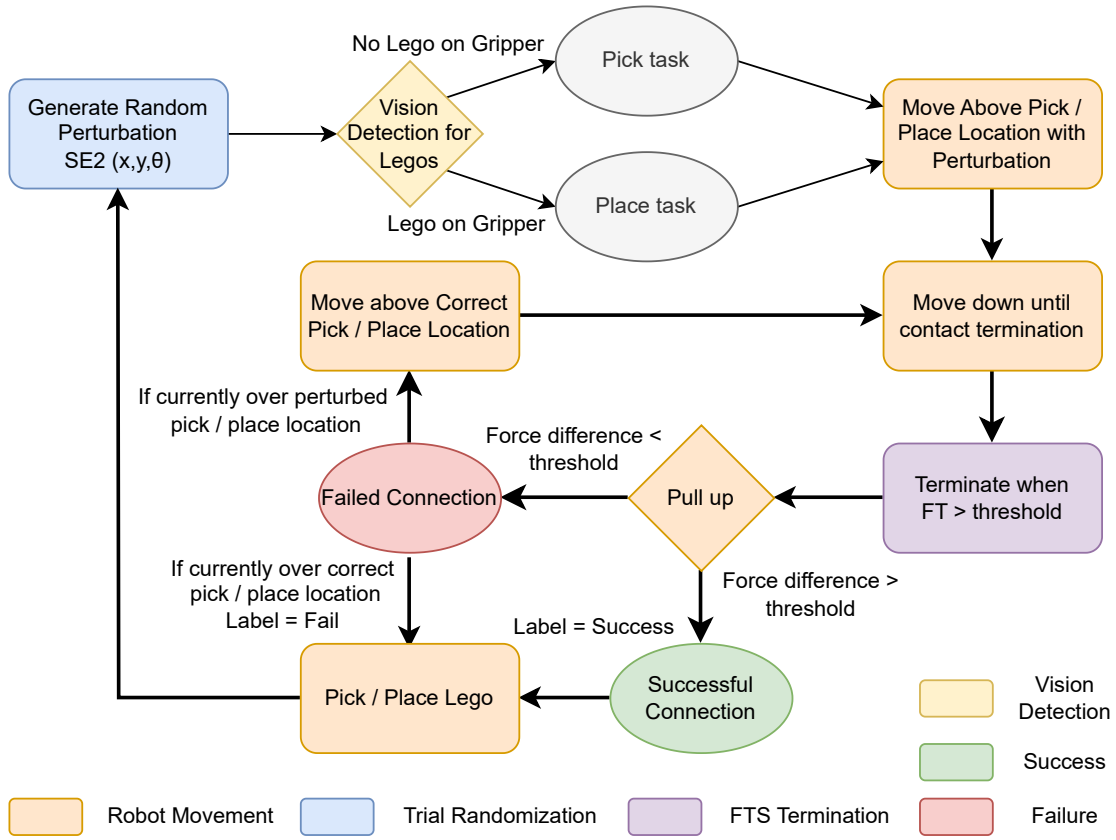 No Lego on Gripper
Pick task
Generate Random
Perturbation
SE2 (x,y,θ)
Vision
Detection for
Legos
Move Above Pick /
Place Location with
Perturbation
Lego on Gripper
Place task
Move above Correct
Pick / Place Location
Move down until
contact termination
If currently over perturbed
pick / place location
Force difference <
threshold
Failed Connection
Pull up
Terminate when
FT > threshold
If currently over correct
pick / place location
Label = Fail
Force difference >
threshold
Label = Success
Pick / Place Lego
Successful
Connection
Vision
Detection
Success
Robot Movement
Trial Randomization
FTS Termination
Failure